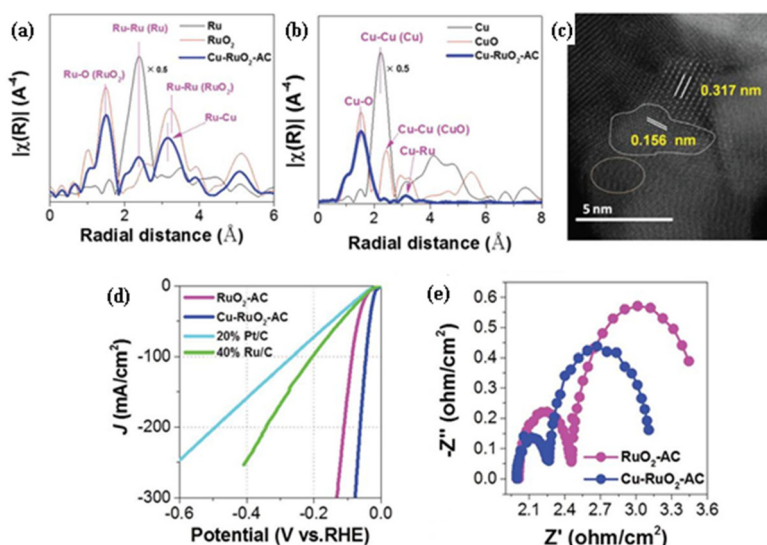 (a)
Ru-Ru (Ru)
Ru
RuO₂
Cu-RuO₂-AC
Ru-O (RuO₂)
× 0.5
Ru-Ru (RuO₂)
Ru-Cu
|χ(R)| (A⁻⁴)
0 2 4 6
Radial distance (Å)
(b)
Cu
CuO
Cu-RuO₂-AC
Cu-Cu (Cu)
× 0.5
Cu-O
Cu-Cu (CuO)
Cu-Ru
|χ(R)| (A⁻⁴)
0 2 4 6 8
Radial distance (Å)
(c)
0.317 nm
0.156 nm
5 nm
(d)
RuO₂-AC
Cu-RuO₂-AC
20% Pt/C
40% Ru/C
J (mA/cm²)
0
-100
-200
-300
-0.6 -0.4 -0.2 0.0
Potential (V vs.RHE)
(e)
-Z'' (ohm/cm²)
0.6
0.5
0.4
0.3
0.2
0.1
0.0
RuO₂-AC
Cu-RuO₂-AC
2.1 2.4 2.7 3.0 3.3 3.6
Z' (ohm/cm²)